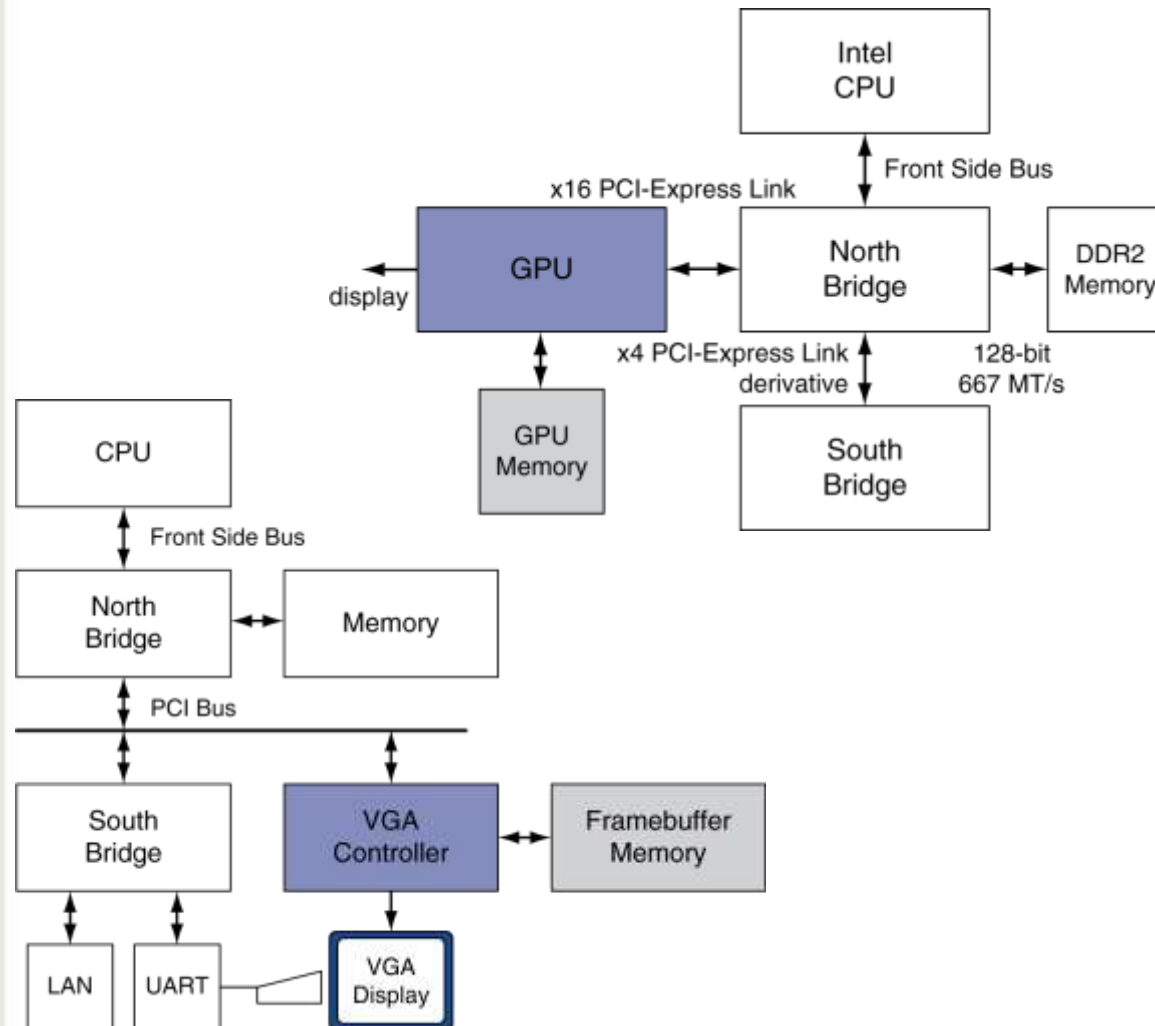 Intel
CPU
Front Side Bus
x16 PCI-Express Link
GPU
North
Bridge
DDR2
Memory
display
x4 PCI-Express Link
derivative
128-bit
667 MT/s
GPU
Memory
South
Bridge
CPU
Front Side Bus
North
Bridge
Memory
PCI Bus
South
Bridge
VGA
Controller
Framebuffer
Memory
LAN
UART
VGA
Display